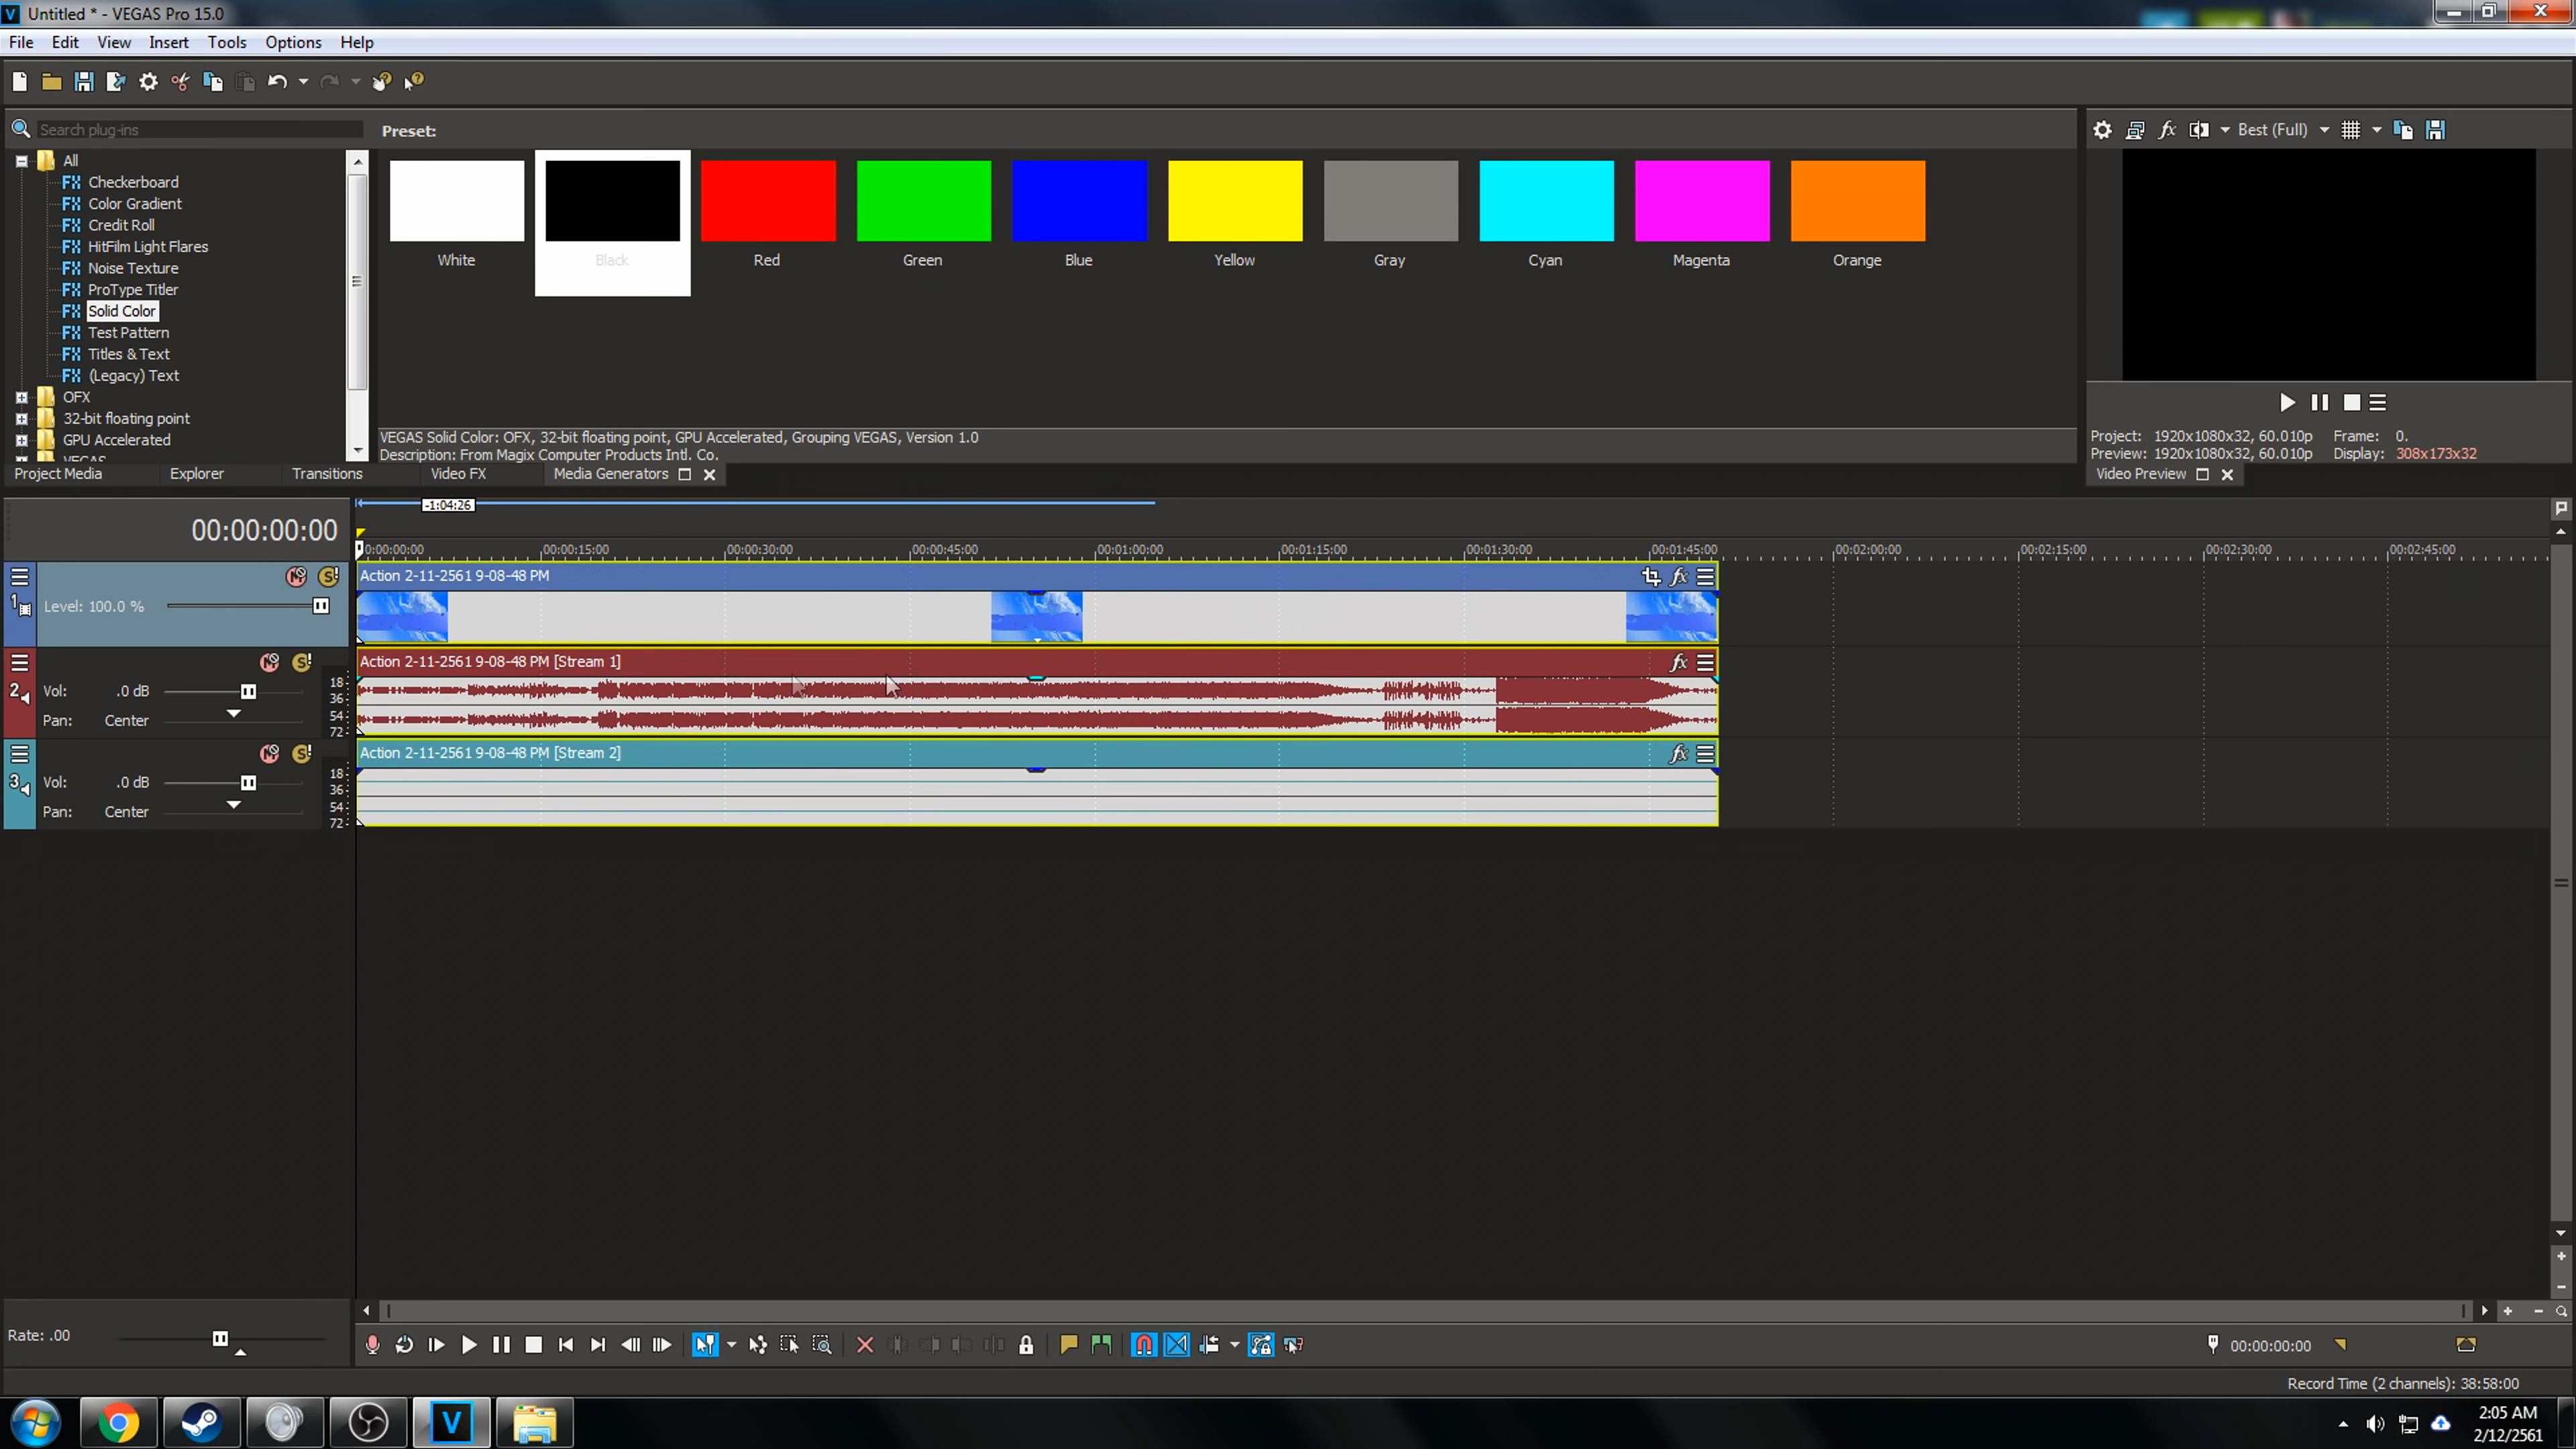 Untitled * - VEGAS Pro 15.0
File Edit View Insert Tools Options Help
Search plug-ins
Preset:
Best (Full)
All
Checkerboard
Color Gradient
Credit Roll
HitFilm Light Flares
Noise Texture
ProType Titler
Solid Color
Test Pattern
Titles & Text
(Legacy) Text
OFX
32-bit floating point
GPU Accelerated
VEGAS
White Black Red Green Blue Yellow Gray Cyan Magenta Orange
VEGAS Solid Color: OFX, 32-bit floating point, GPU Accelerated, Grouping VEGAS, Version 1.0
Description: From Magix Computer Products Intl. Co.
Project: 1920x1080x32, 60.010p Frame: 0.
Preview: 1920x1080x32, 60.010p Display: 308x173x32
Project Media Explorer Transitions Video FX Media Generators
Video Preview
-1:04:26
00:00:00:00
0:00:00:00 00:00:15:00 00:00:30:00 00:00:45:00 00:01:00:00 00:01:15:00 00:01:30:00 00:01:45:00 00:02:00:00 00:02:15:00 00:02:30:00 00:02:45:00
Action 2-11-2561 9-08-48 PM
1 Level: 100.0 %
Action 2-11-2561 9-08-48 PM [Stream 1]
2 Vol: .0 dB
Pan: Center
18
36
54
72
Action 2-11-2561 9-08-48 PM [Stream 2]
3 Vol: .0 dB
Pan: Center
18
36
54
72
Rate: .00
00:00:00:00
Record Time (2 channels): 38:58:00
2:05 AM
2/12/2561